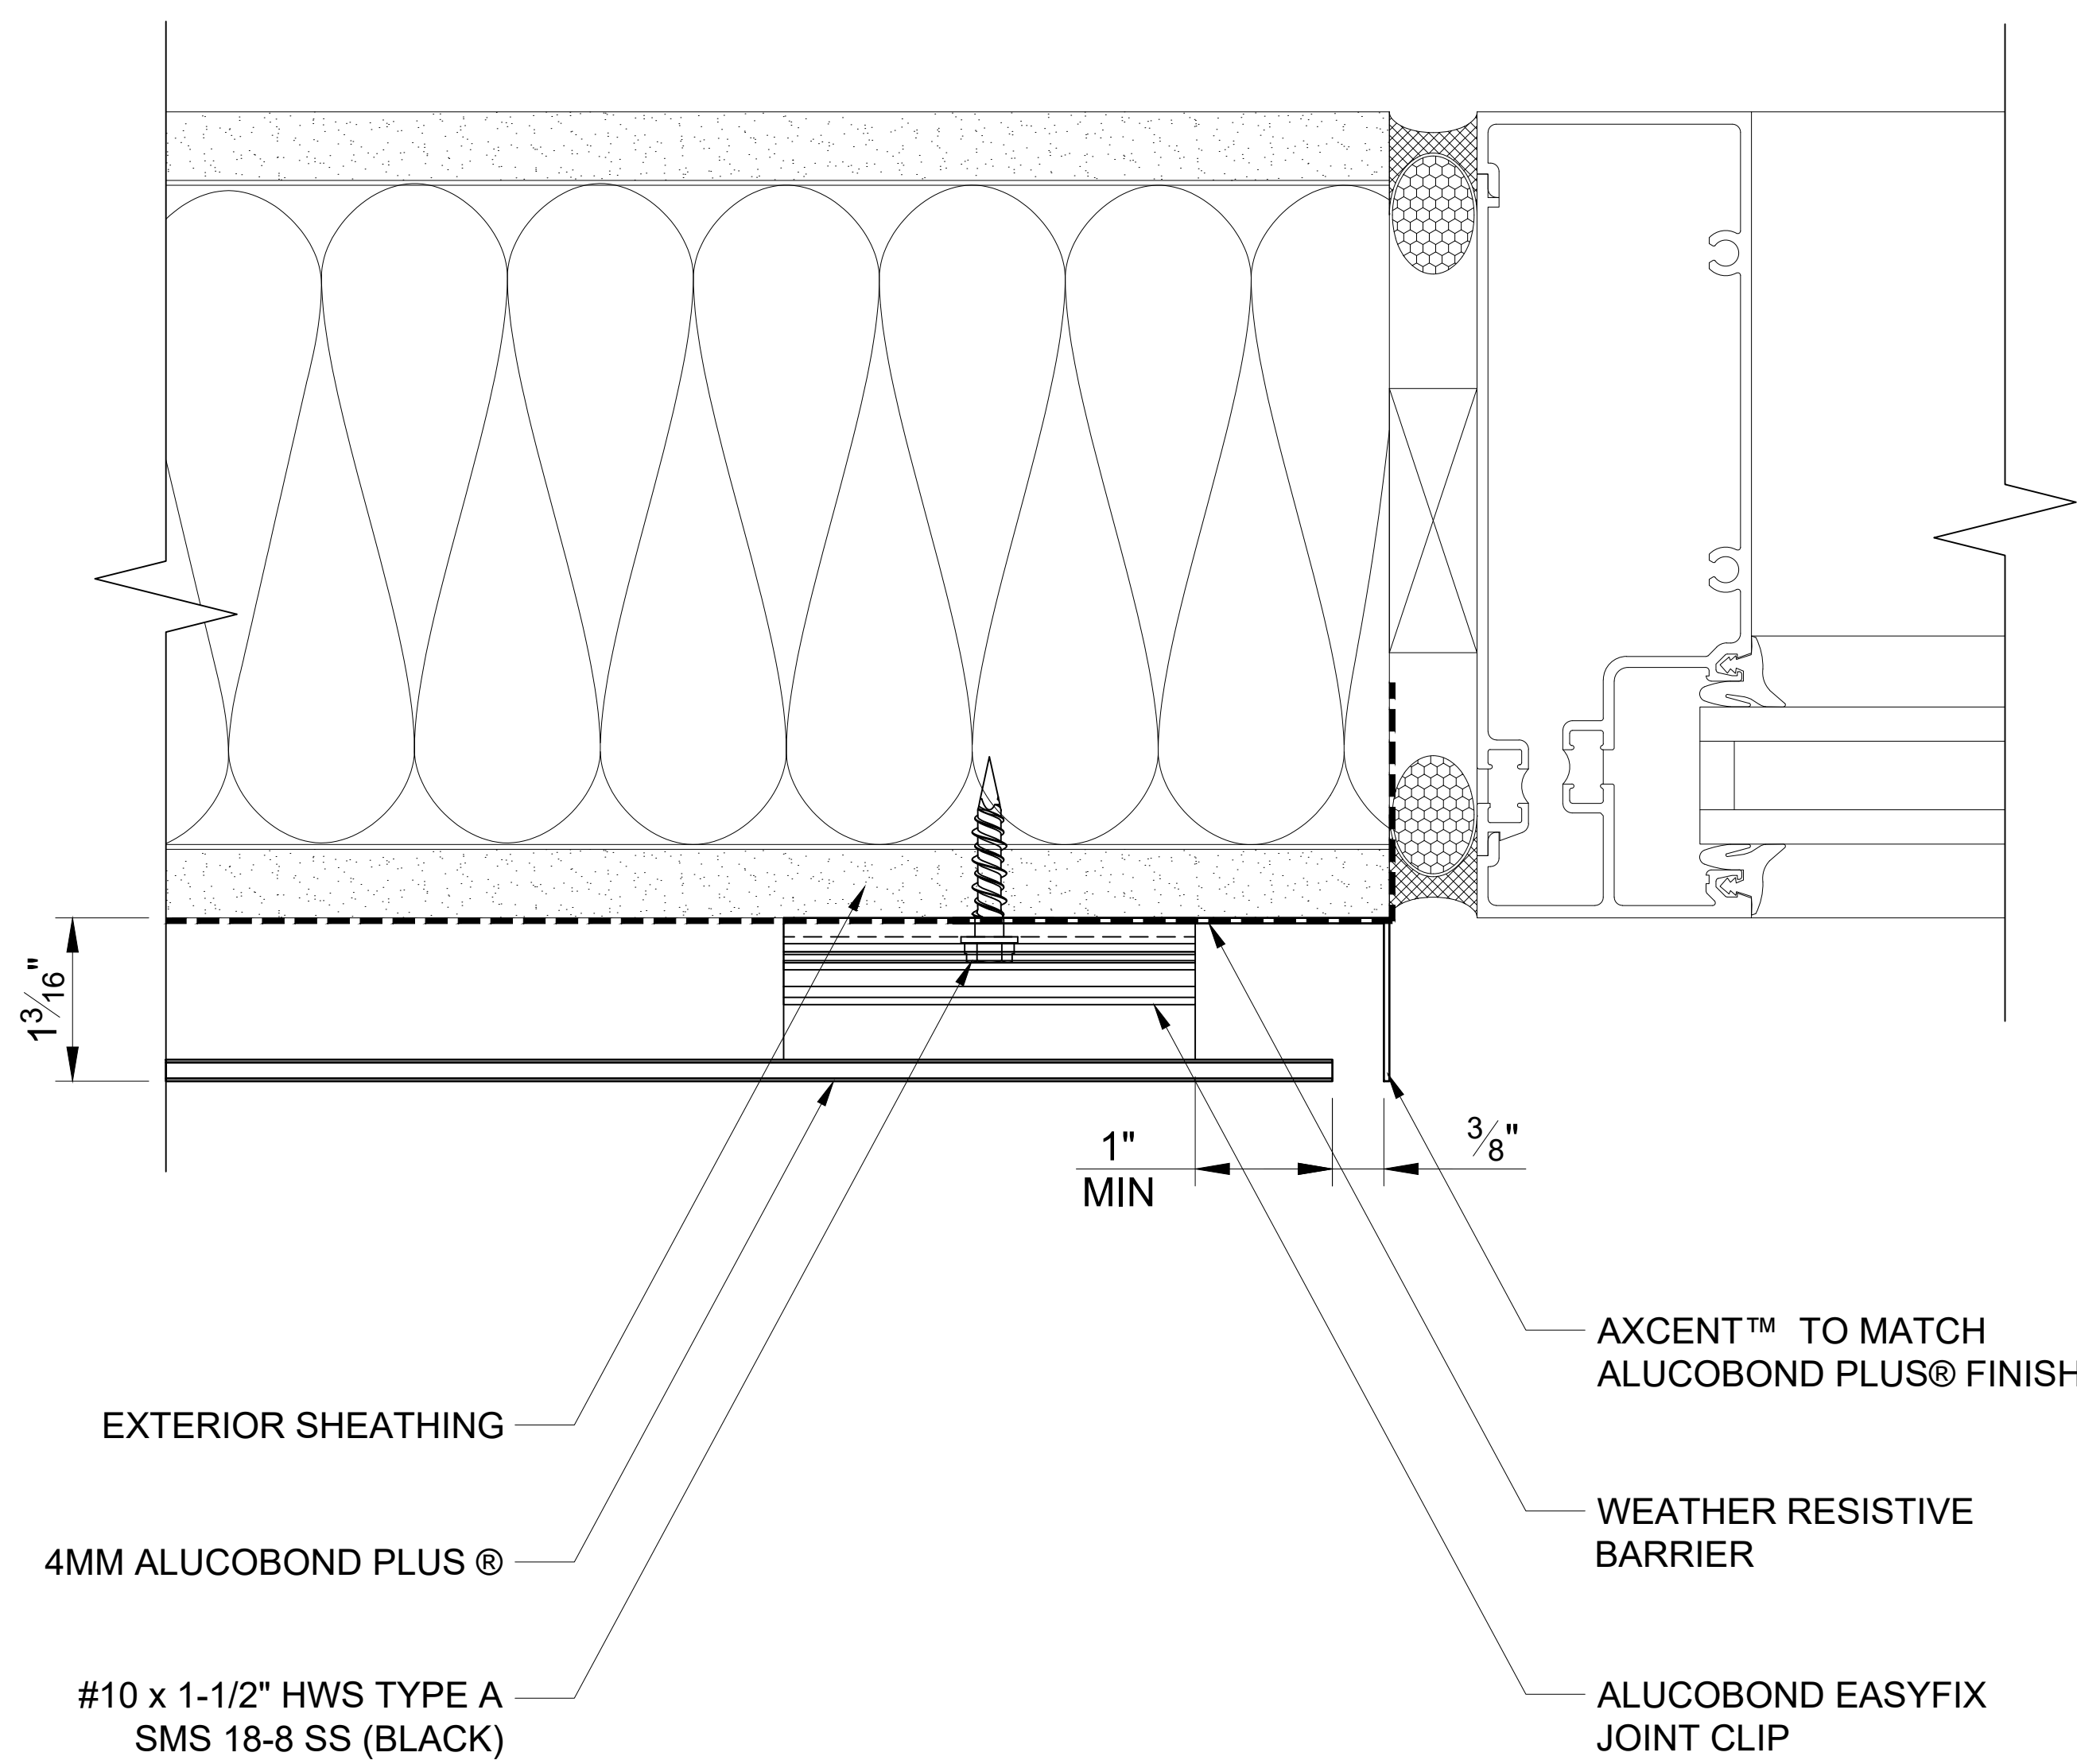 1 3/16"
1"
MIN
3/8"
AXCENT™ TO MATCH
ALUCOBOND PLUS® FINISH
EXTERIOR SHEATHING
WEATHER RESISTIVE
BARRIER
4MM ALUCOBOND PLUS ®
#10 x 1-1/2" HWS TYPE A
SMS 18-8 SS (BLACK)
ALUCOBOND EASYFIX
JOINT CLIP